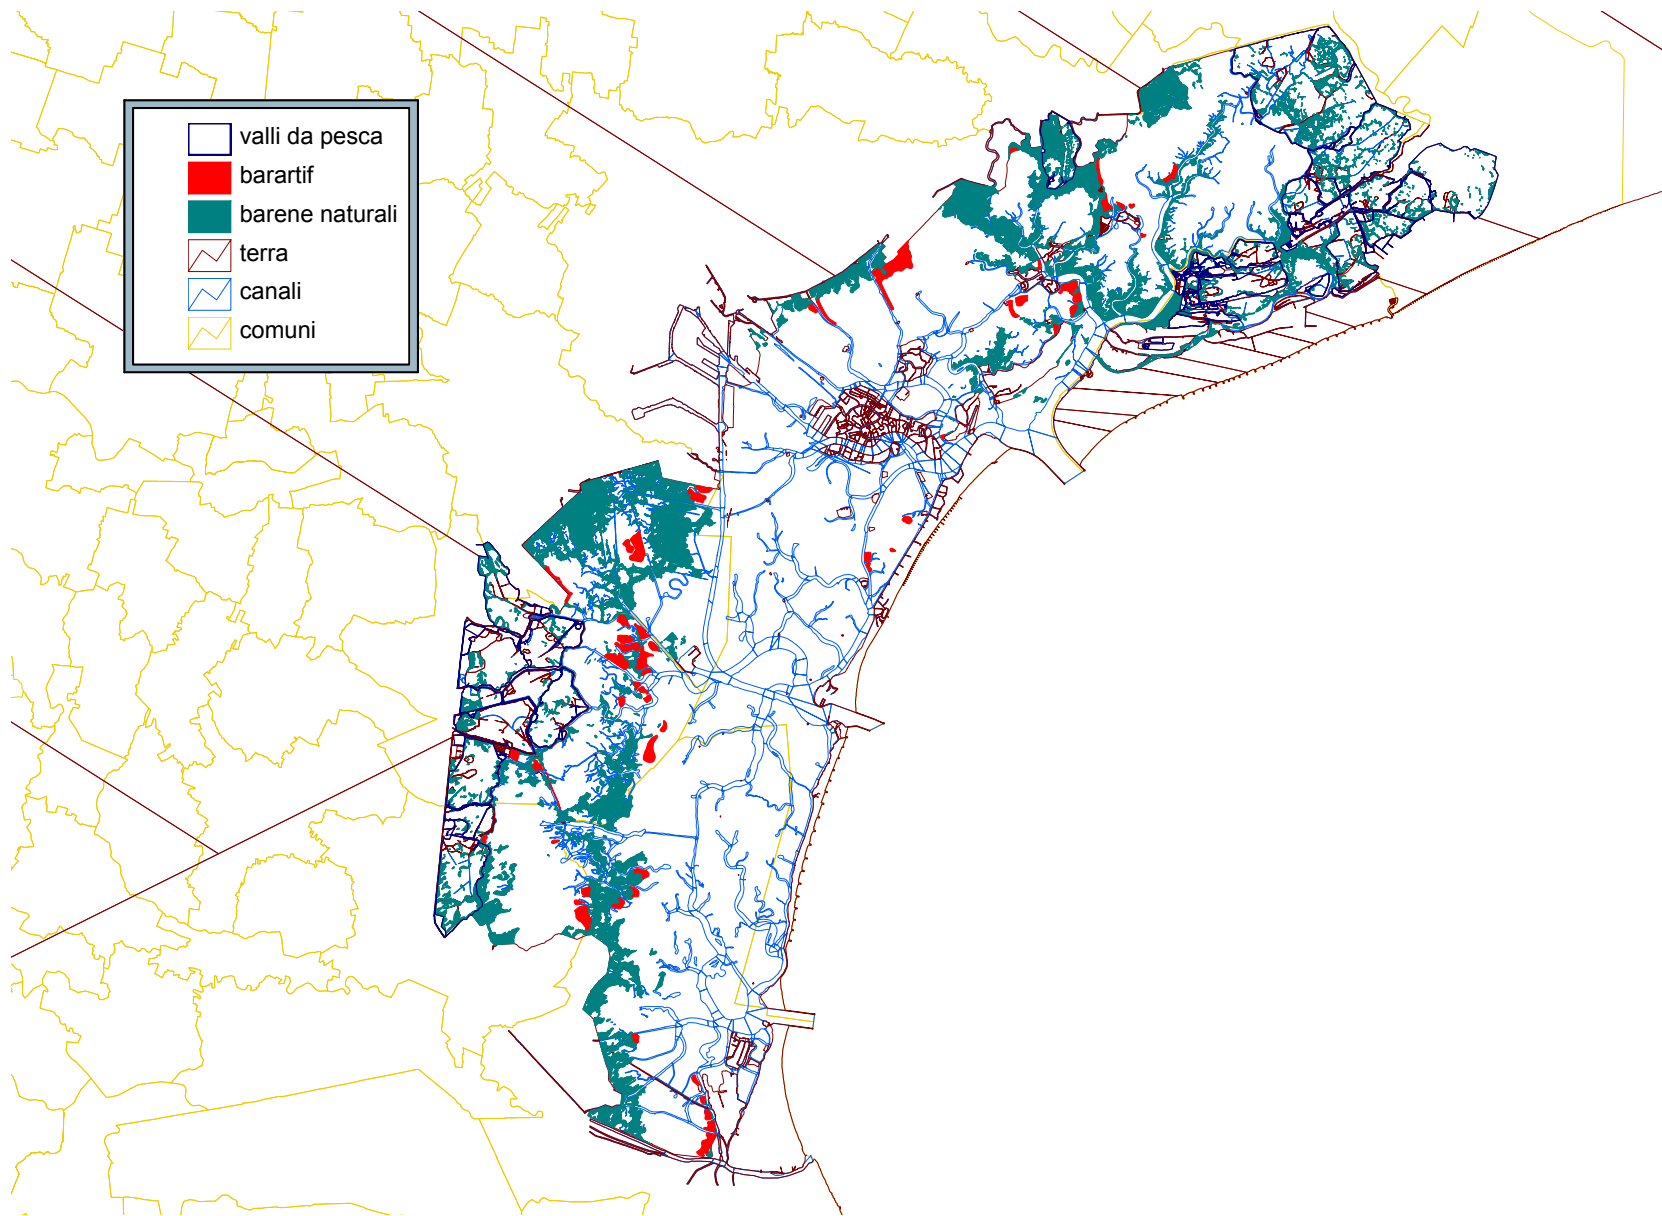 valli da pesca
barartif
barene naturali
terra
canali
comuni